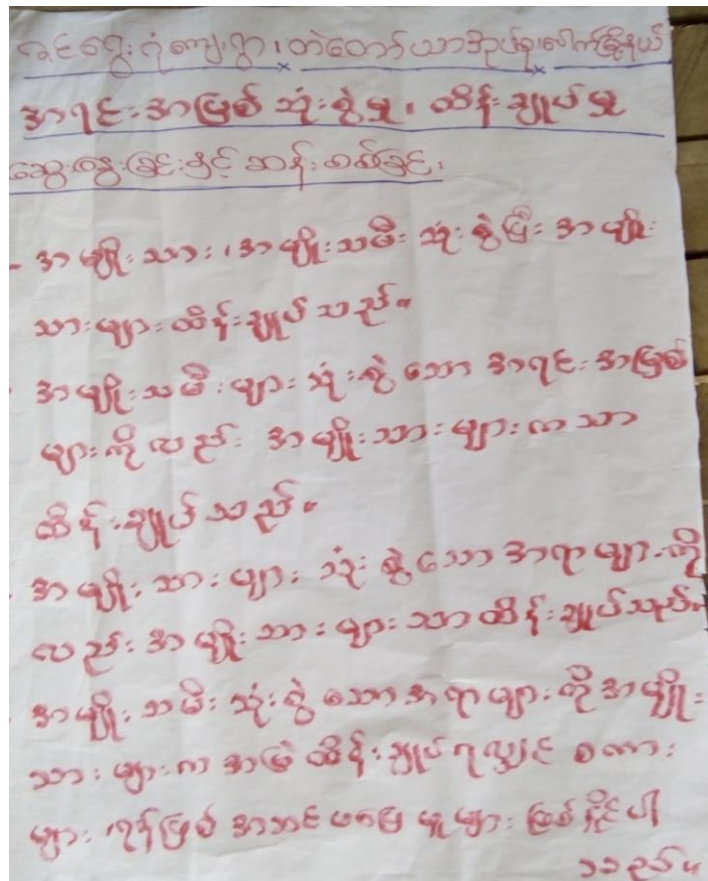 ရင်ရွေးဂုံကျေးရွာ၊ တဲတော်ယာအုပ်စု၊ပေါက်မြို့နယ်
အရင်းအမြစ် သုံးစွဲမှု၊ ထိန်းချုပ်မှု
ဆွေးနွေးခြင်းနှင့် ဆန်းစစ်ခြင်း၊
- အမျိုးသား၊အမျိုးသမီး သုံးစွဲပြီး အမျိုး
သားများထိန်းချုပ်သည်။
- အမျိုးသမီးများသုံးစွဲသော အရင်းအမြစ်
များကိုလည်း အမျိုးသားများကသာ
ထိန်းချုပ်သည်။
- အမျိုးသားများ သုံးစွဲသော အရာများကို
လည်းအမျိုးသားများသာထိန်းချုပ်သည်။
- အမျိုးသမီးသုံးစွဲသောအရာများကိုအမျိုး
သားများကအမြဲထိန်းချုပ်ရလျှင် စကား
များ၊ရန်ဖြစ် အဆင်မပြေမှုများဖြစ်နိုင်ပါ
သည်။